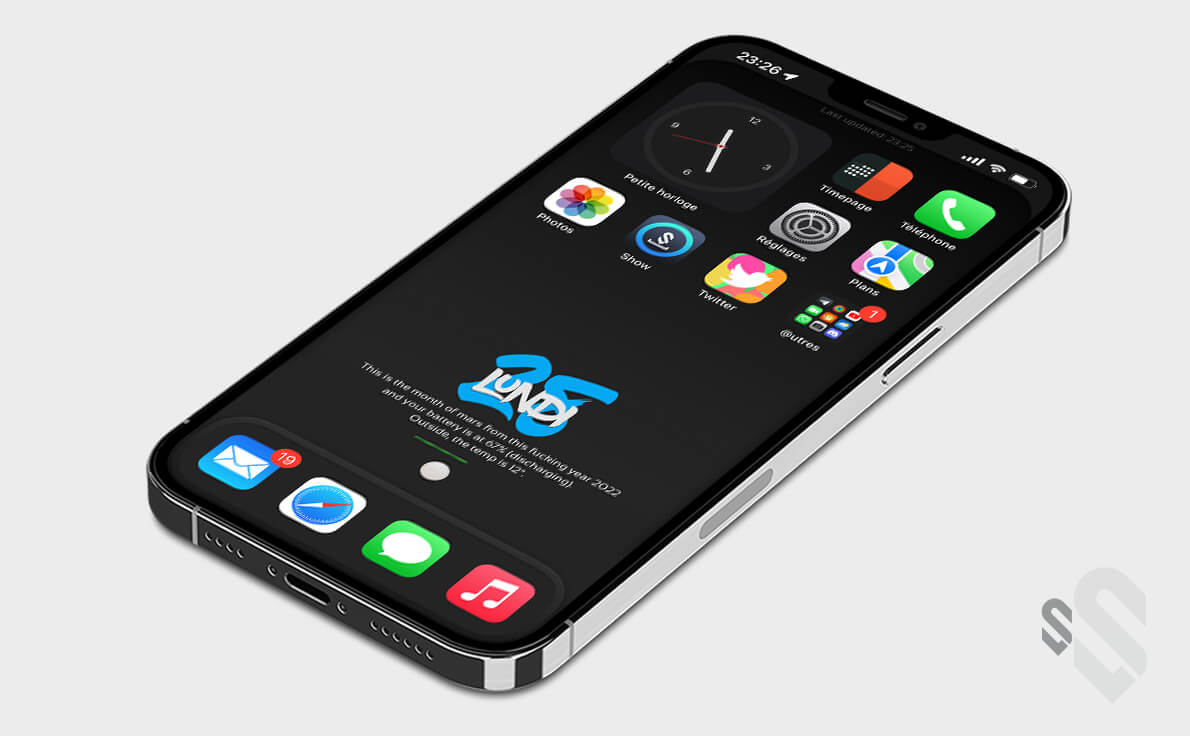 23:26
Last updated: 23:25
12
9
3
6
Petite horloge
Timepage
Téléphone
Photos
Show
Réglages
Plans
Twitter
1
@utres
28
LUNDI
This is the month of mars from this fucking year 2022
and your battery is at 67% (discharging).
Outside, the temp is 12°.
19